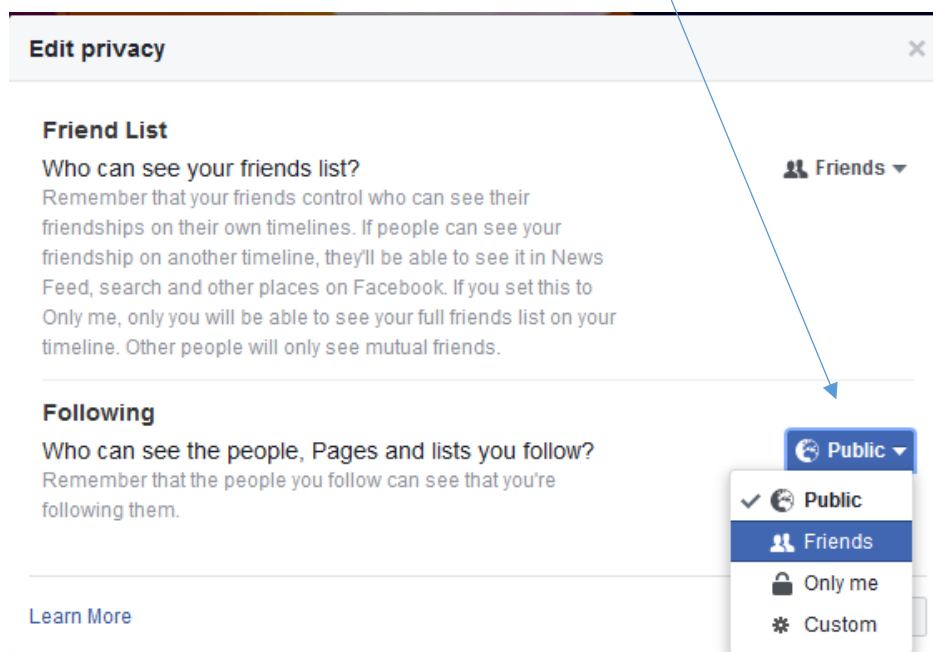 Edit privacy
Friend List
Who can see your friends list?
Friends
Remember that your friends control who can see their
friendships on their own timelines. If people can see your
friendship on another timeline, they'll be able to see it in News
Feed, search and other places on Facebook. If you set this to
Only me, only you will be able to see your full friends list on your
timeline. Other people will only see mutual friends.
Following
Who can see the people, Pages and lists you follow?
Public
Remember that the people you follow can see that you're
following them.
Public
Friends
Only me
Custom
Learn More